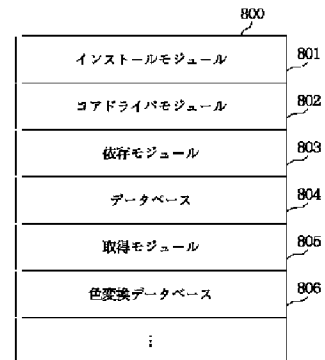 800
インストールモジュール 801
コアドライバモジュール 802
依存モジュール 803
データベース 804
取得モジュール 805
色変換データベース 806
⋮